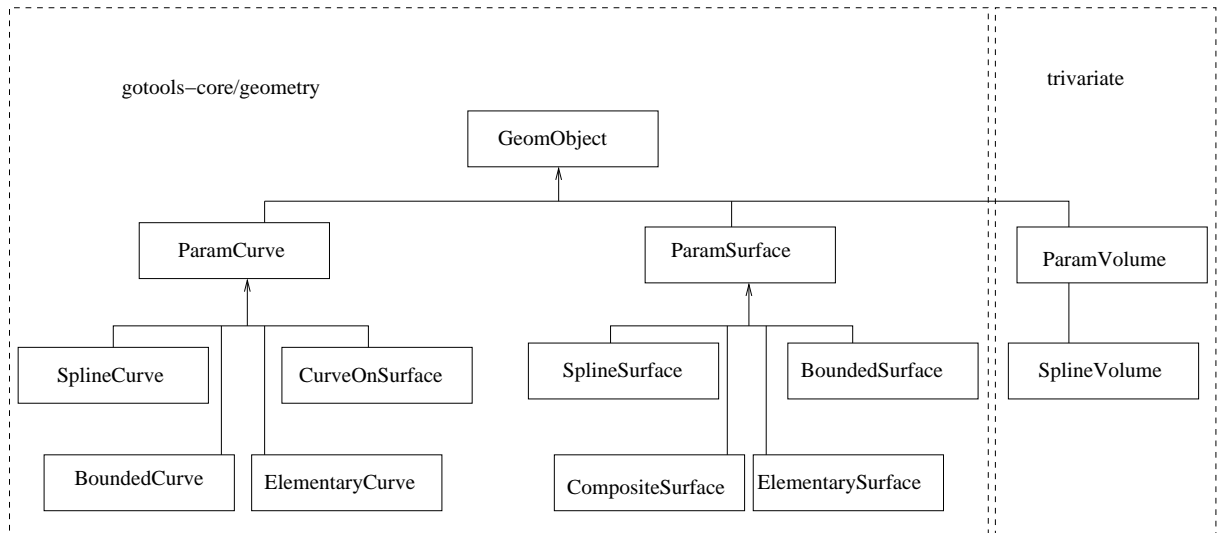 gotools−core/geometry
trivariate
GeomObject
ParamCurve
ParamSurface
ParamVolume
SplineCurve
CurveOnSurface
SplineSurface
BoundedSurface
SplineVolume
BoundedCurve
ElementaryCurve
CompositeSurface
ElementarySurface